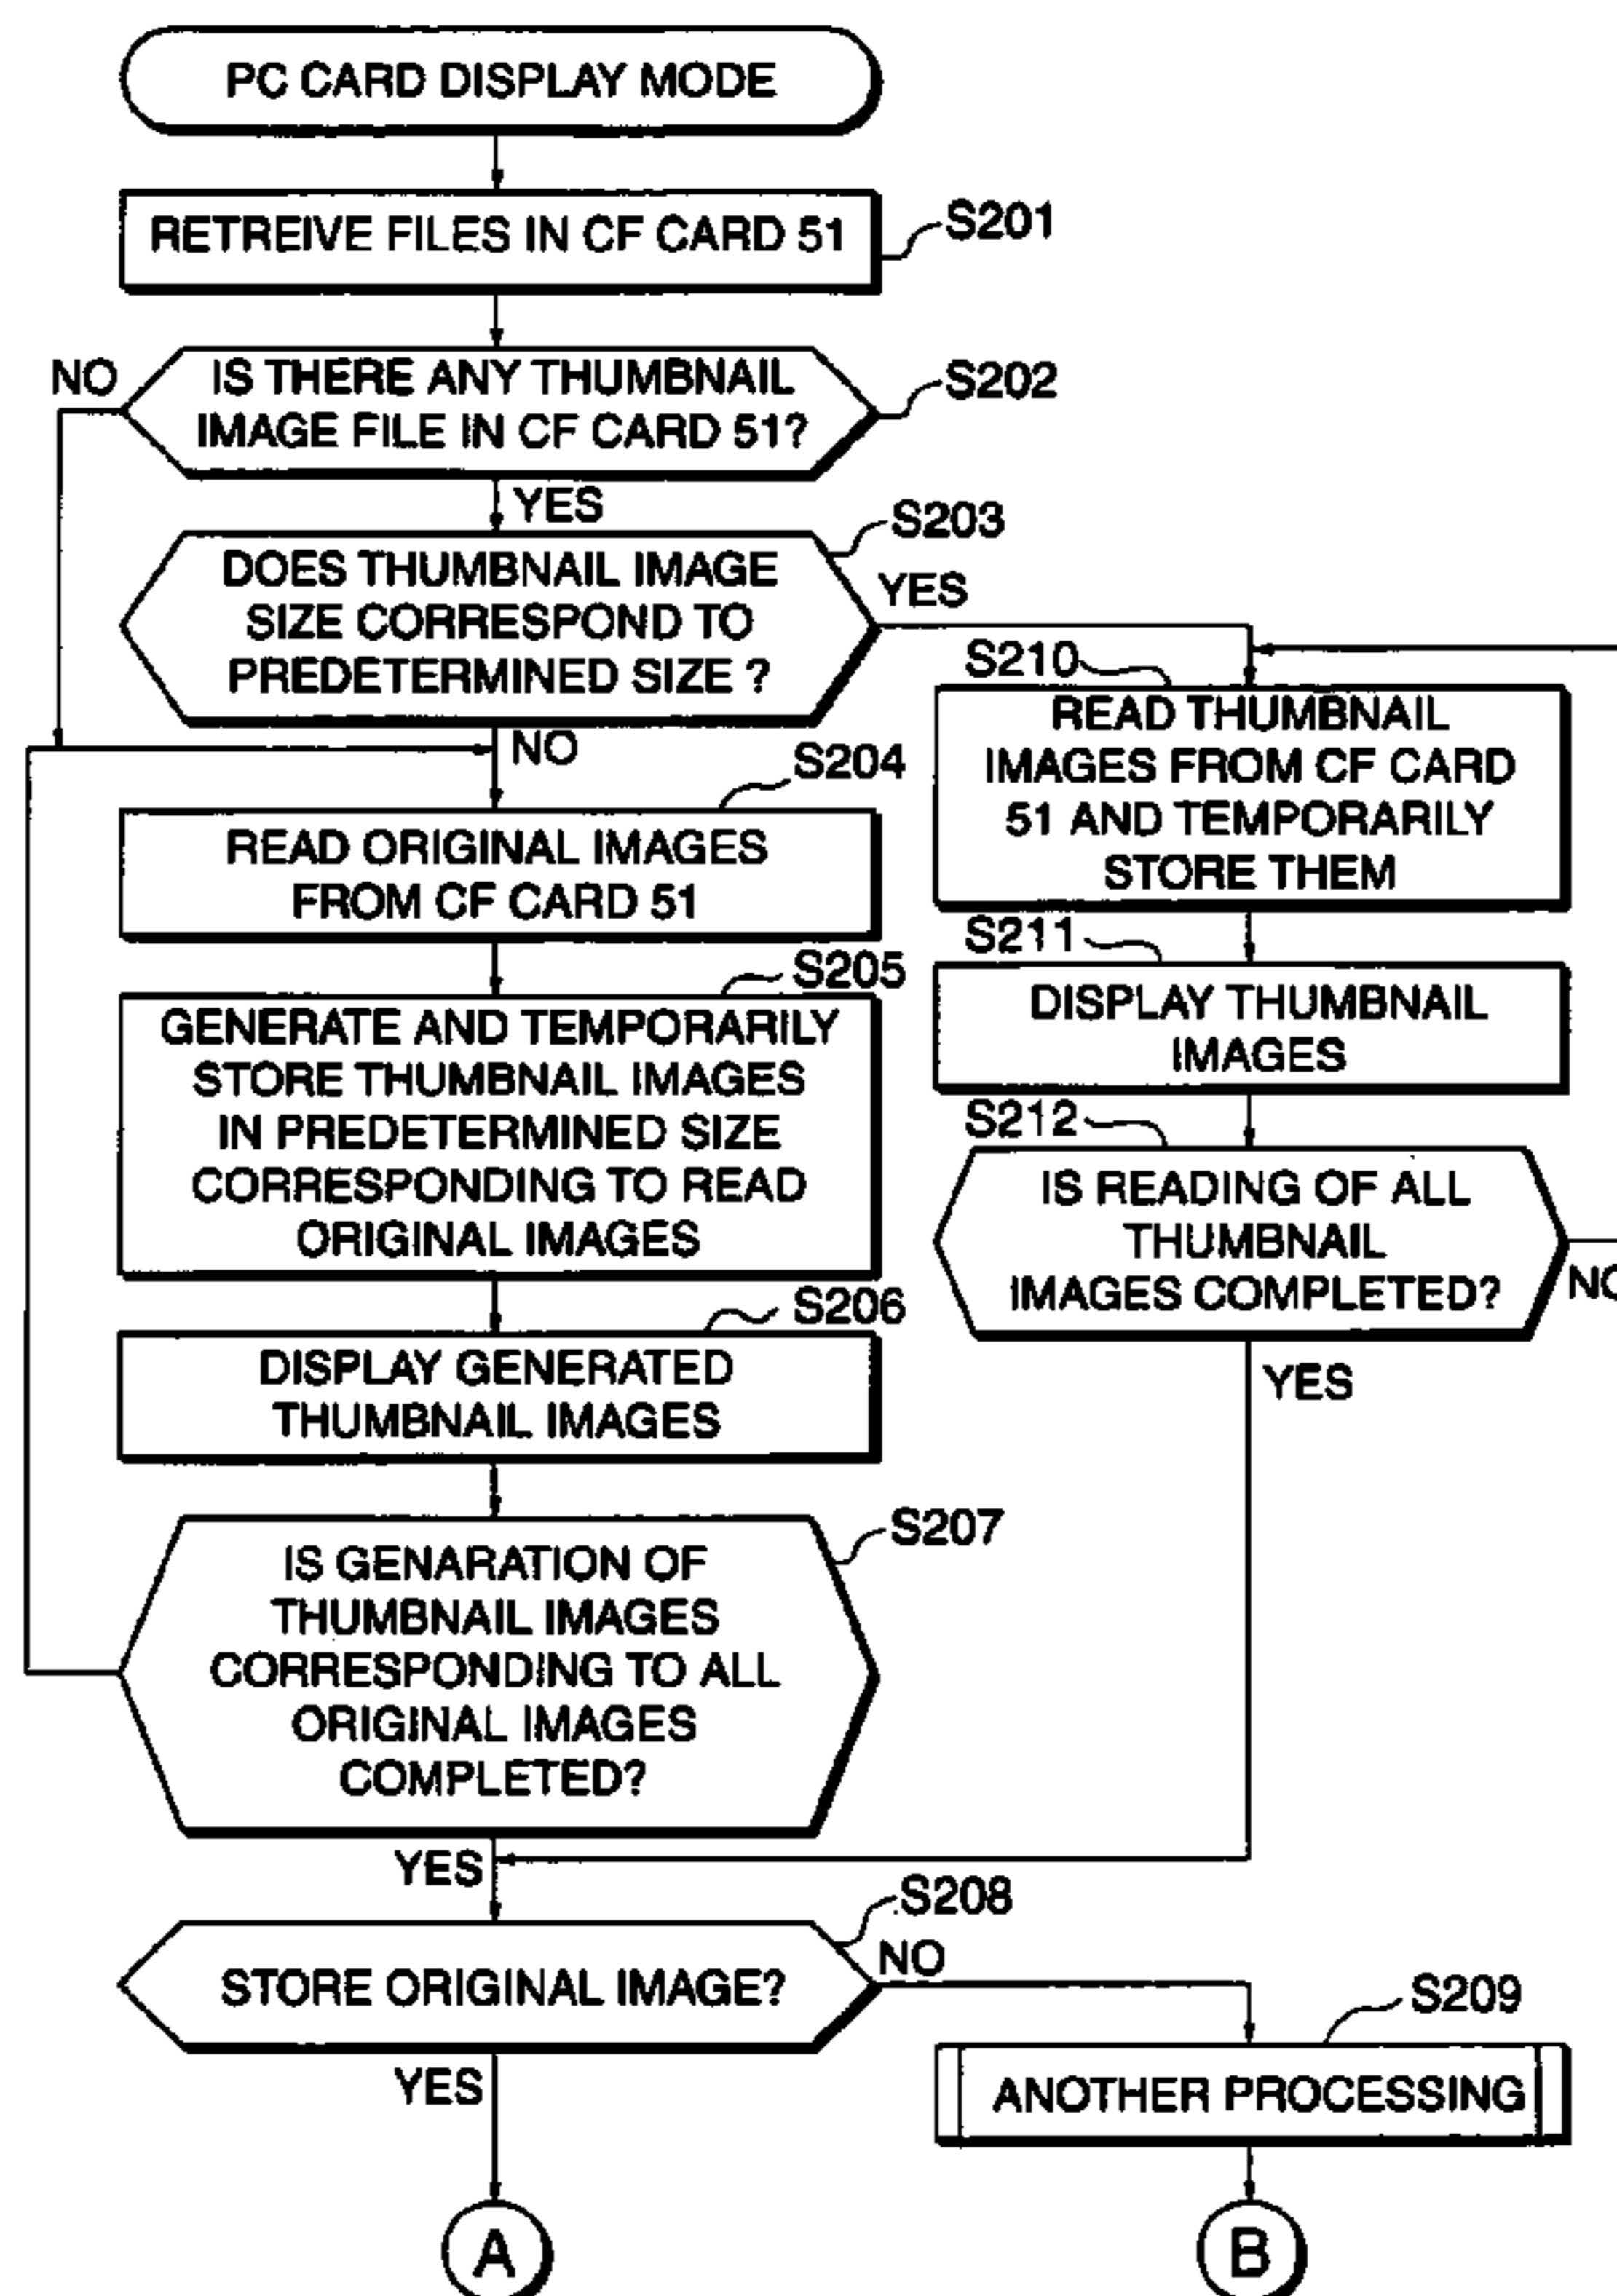 PC CARD DISPLAY MODE
RETREIVE FILES IN CF CARD 51
S201
NO
IS THERE ANY THUMBNAIL
IMAGE FILE IN CF CARD 51?
S202
YES
S203
DOES THUMBNAIL IMAGE
SIZE CORRESPOND TO
PREDETERMINED SIZE ?
YES
NO
S204
READ ORIGINAL IMAGES
FROM CF CARD 51
S205
GENERATE AND TEMPORARILY
STORE THUMBNAIL IMAGES
IN PREDETERMINED SIZE
CORRESPONDING TO READ
ORIGINAL IMAGES
S206
DISPLAY GENERATED
THUMBNAIL IMAGES
S207
IS GENARATION OF
THUMBNAIL IMAGES
CORRESPONDING TO ALL
ORIGINAL IMAGES
COMPLETED?
YES
S210
READ THUMBNAIL
IMAGES FROM CF CARD
51 AND TEMPORARILY
STORE THEM
S211
DISPLAY THUMBNAIL
IMAGES
S212
IS READING OF ALL
THUMBNAIL
IMAGES COMPLETED?
NO
YES
S208
STORE ORIGINAL IMAGE?
NO
YES
S209
ANOTHER PROCESSING
A
B